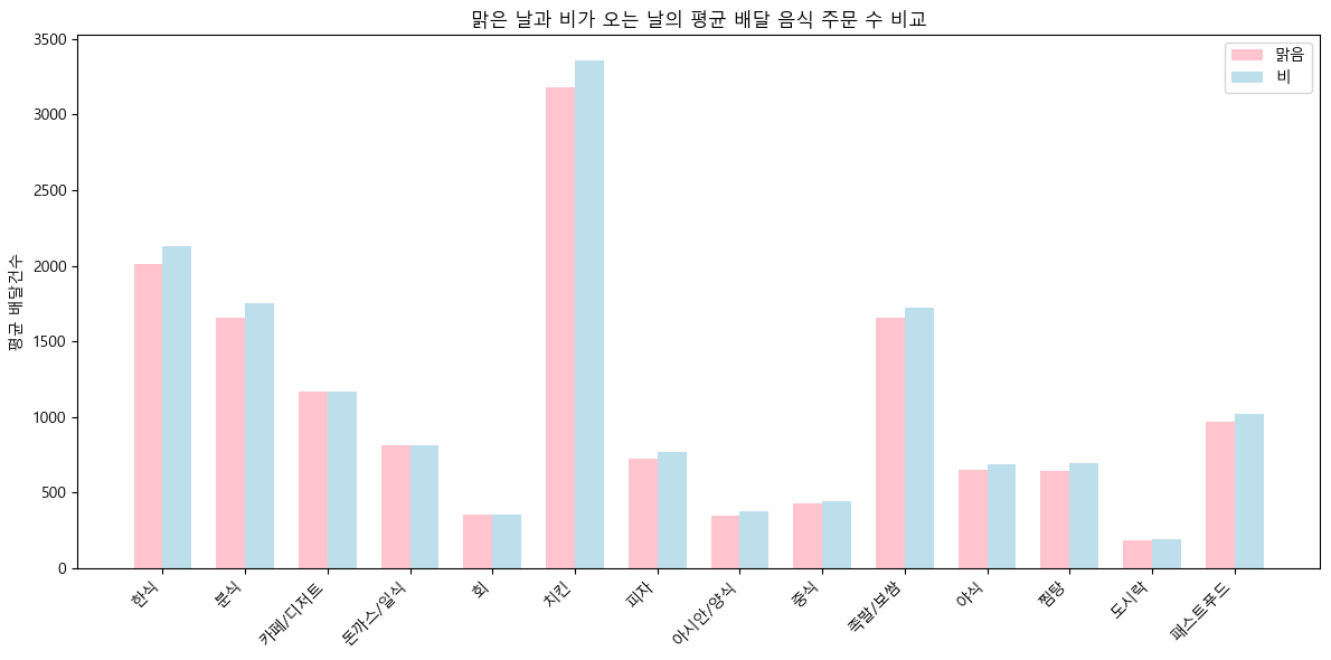 맑은 날과 비가 오는 날의 평균 배달 음식 주문 수 비교
맑음
비
평균 배달건수
3500
3000
2500
2000
1500
1000
500
0
한식
분식
카페/디저트
돈까스/일식
회
치킨
피자
아시안/양식
중식
족발/보쌈
야식
찜탕
도시락
패스트푸드